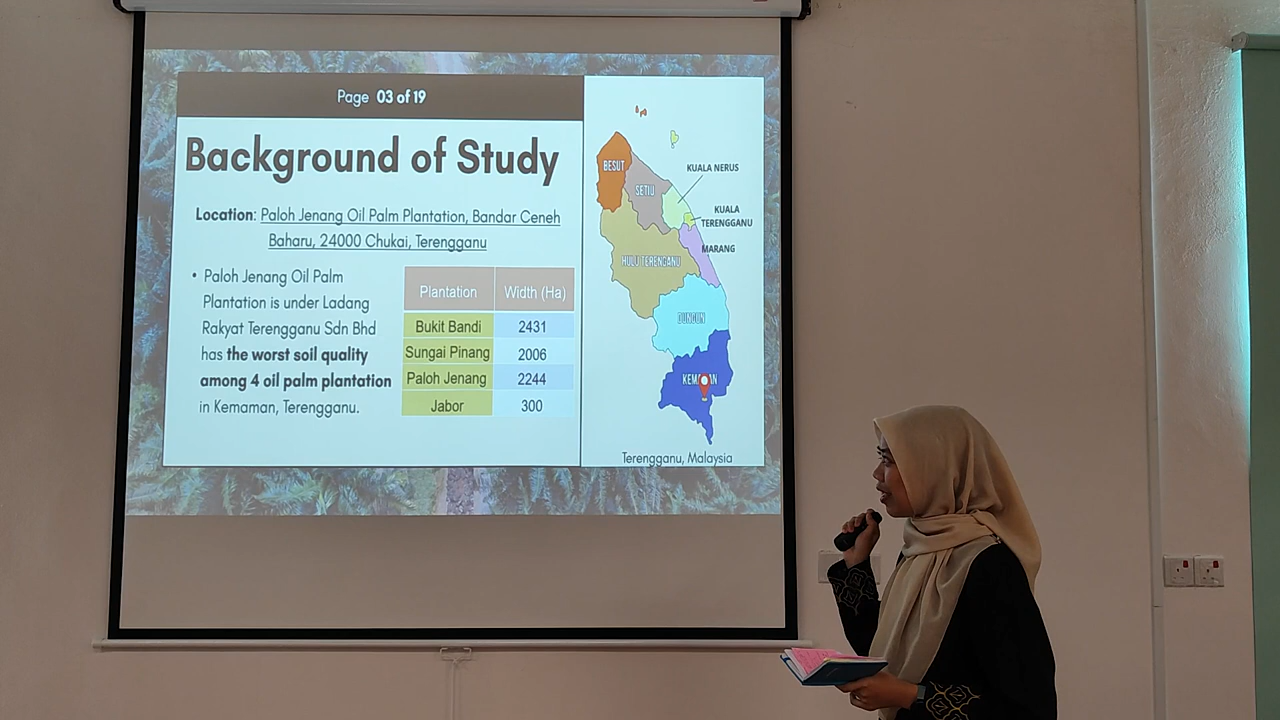 Page 03 of 19
Background of Study
Location: Paloh Jenang Oil Palm Plantation, Bandar Ceneh
Baharu, 24000 Chukai, Terengganu
• Paloh Jenang Oil Palm
Plantation is under Ladang
Rakyat Terengganu Sdn Bhd
has the worst soil quality
among 4 oil palm plantation
in Kemaman, Terengganu.
Plantation Width (Ha)
Bukit Bandi 2431
Sungai Pinang 2006
Paloh Jenang 2244
Jabor 300
BESUT
SETIU
KUALA NERUS
KUALA
TERENGGANU
MARANG
HULU TERENGANU
DUNGUN
KEMAMAN
Terengganu, Malaysia